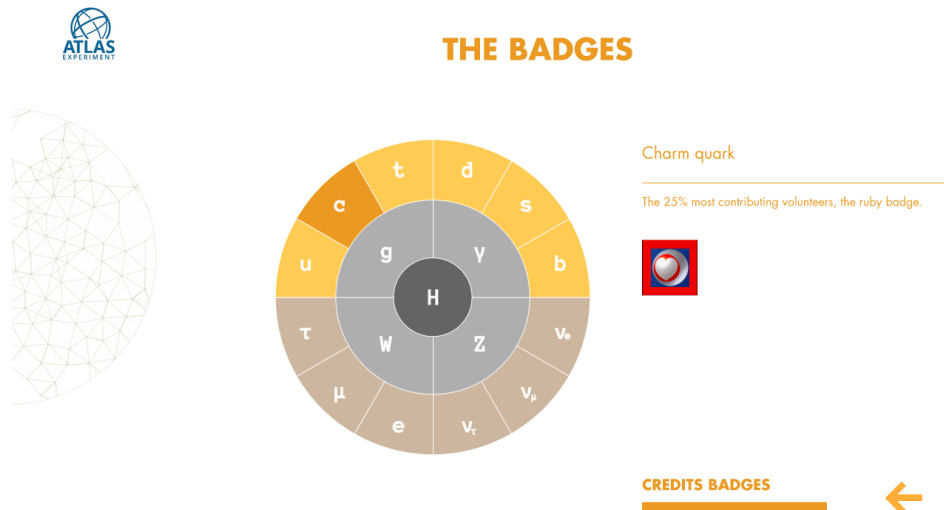 ATLAS
EXPERIMENT
THE BADGES
Charm quark
The 25% most contributing volunteers, the ruby badge.
t
d
c
s
u
b
g
γ
H
W
Z
τ
νe
μ
νμ
e
ντ
CREDITS BADGES